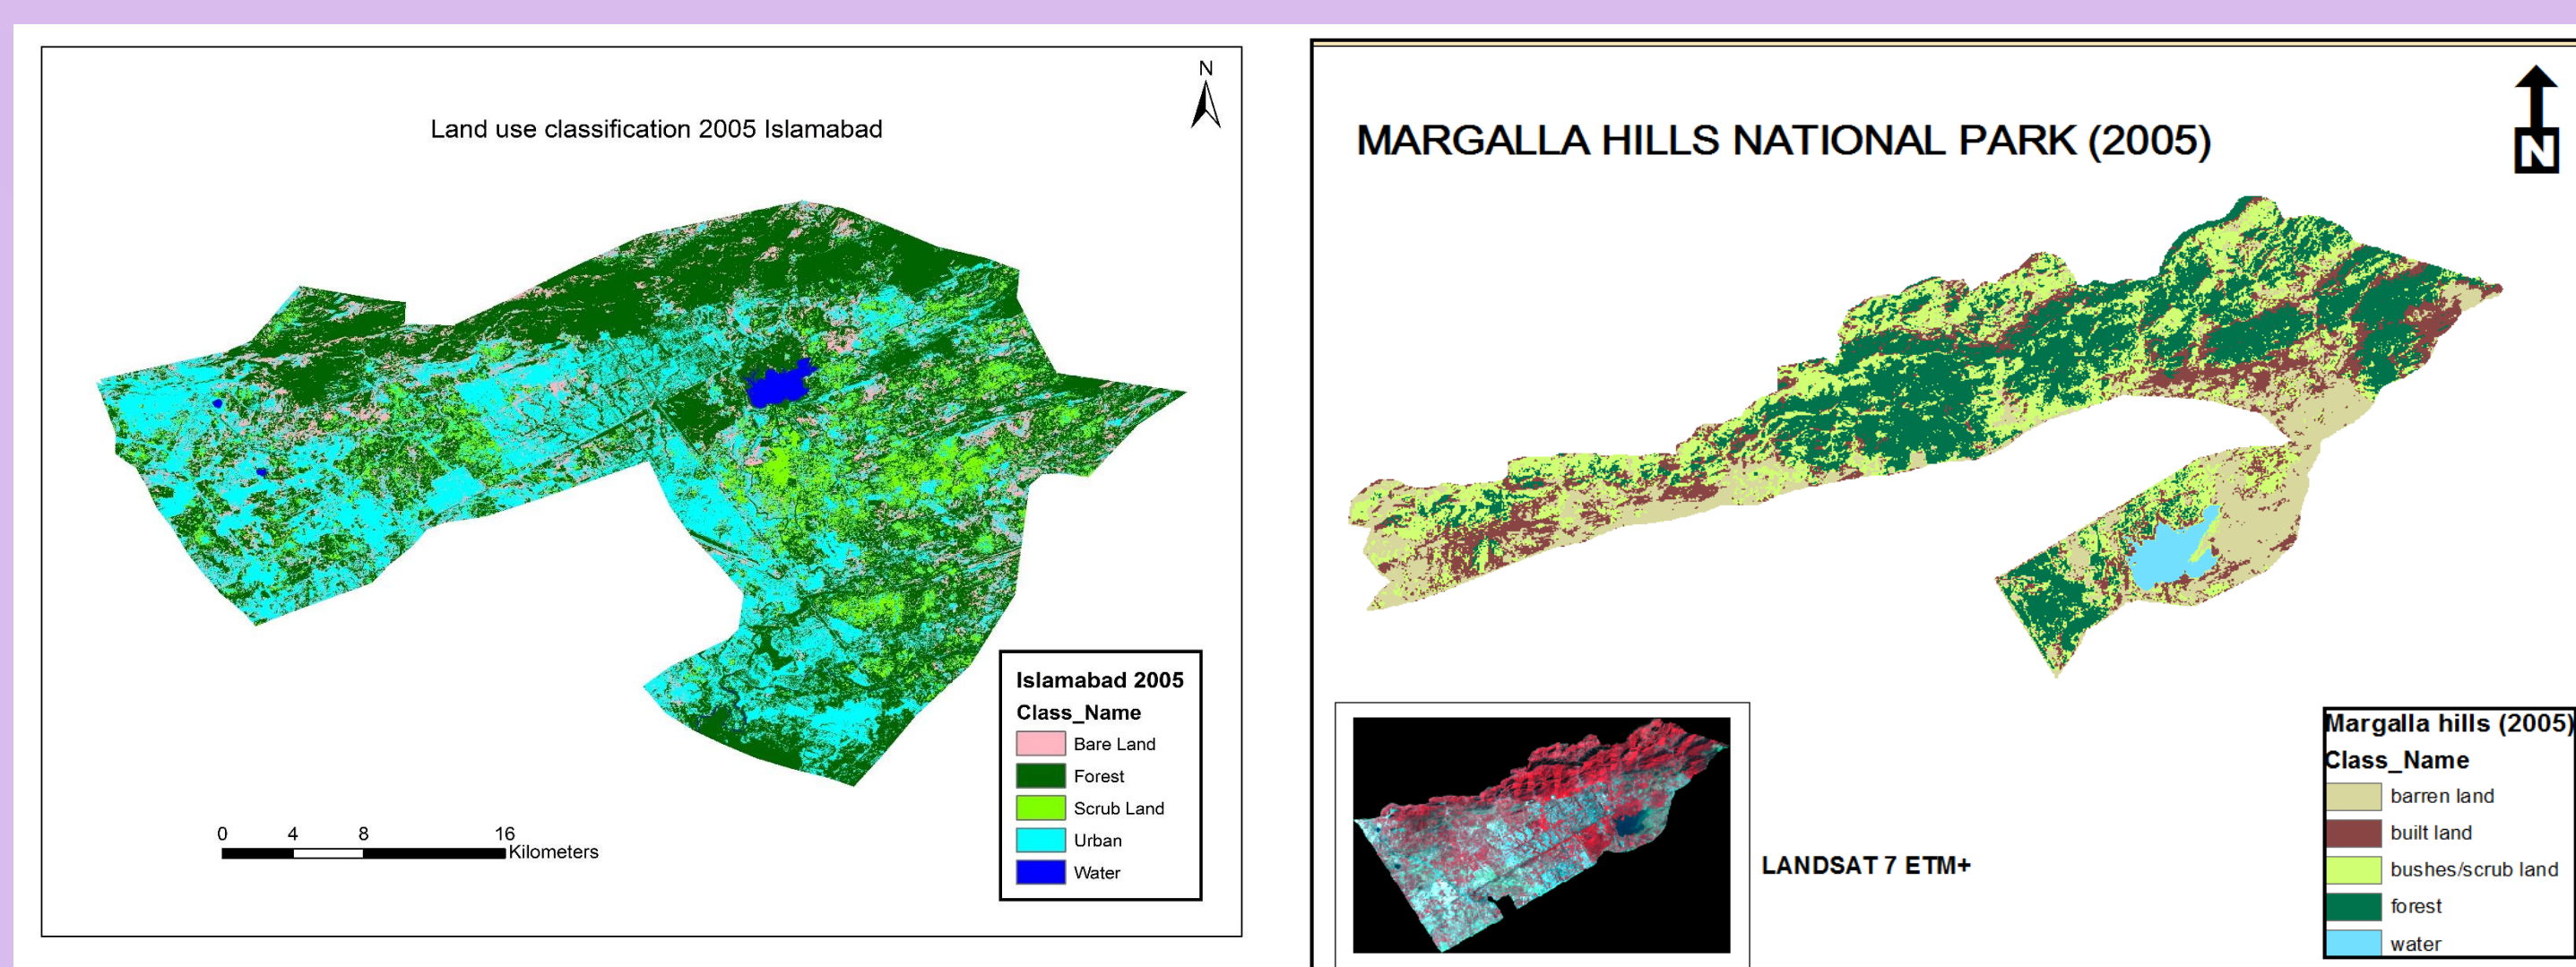 N
Land use classification 2005 Islamabad
Islamabad 2005
Class_Name
Bare Land
Forest
Scrub Land
Urban
Water
0 4 8 16
Kilometers
MARGALLA HILLS NATIONAL PARK (2005)
N
LANDSAT 7 ETM+
Margalla hills (2005)
Class_Name
barren land
built land
bushes/scrub land
forest
water